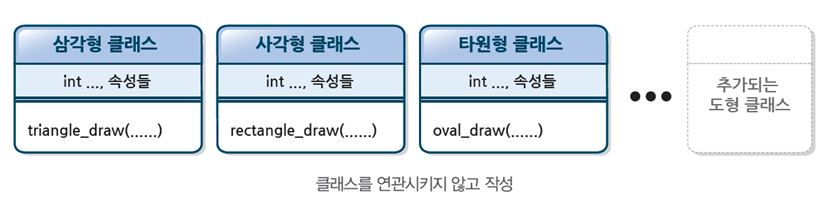 삼각형 클래스
int ..., 속성들
triangle_draw(......)
사각형 클래스
int ..., 속성들
rectangle_draw(......)
타원형 클래스
int ..., 속성들
oval_draw(......)
•••
추가되는
도형 클래스
클래스를 연관시키지 않고 작성